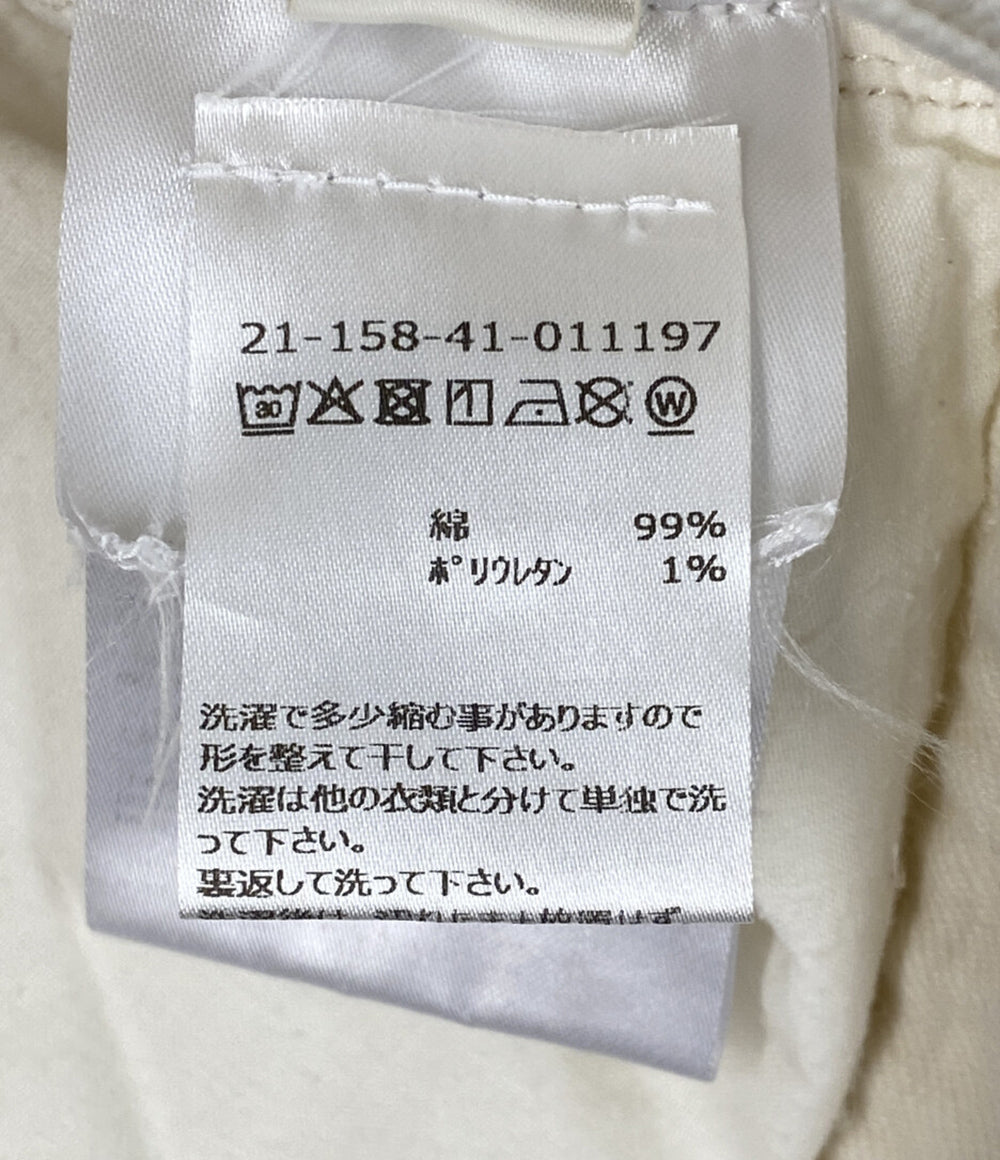 21-158-41-011197
30 W
綿 99%
ポリウレタン 1%
洗濯で多少縮む事がありますので
形を整えて干して下さい。
洗濯は他の衣類と分けて単独で洗
って下さい。
裏返して洗って下さい。